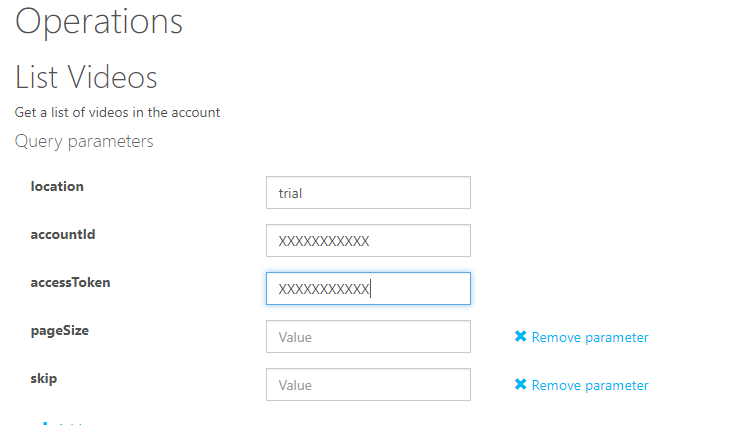 Operations
List Videos
Get a list of videos in the account
Query parameters
location trial
accountId XXXXXXXXXXX
accessToken XXXXXXXXXXX
pageSize Value ✖ Remove parameter
skip Value ✖ Remove parameter